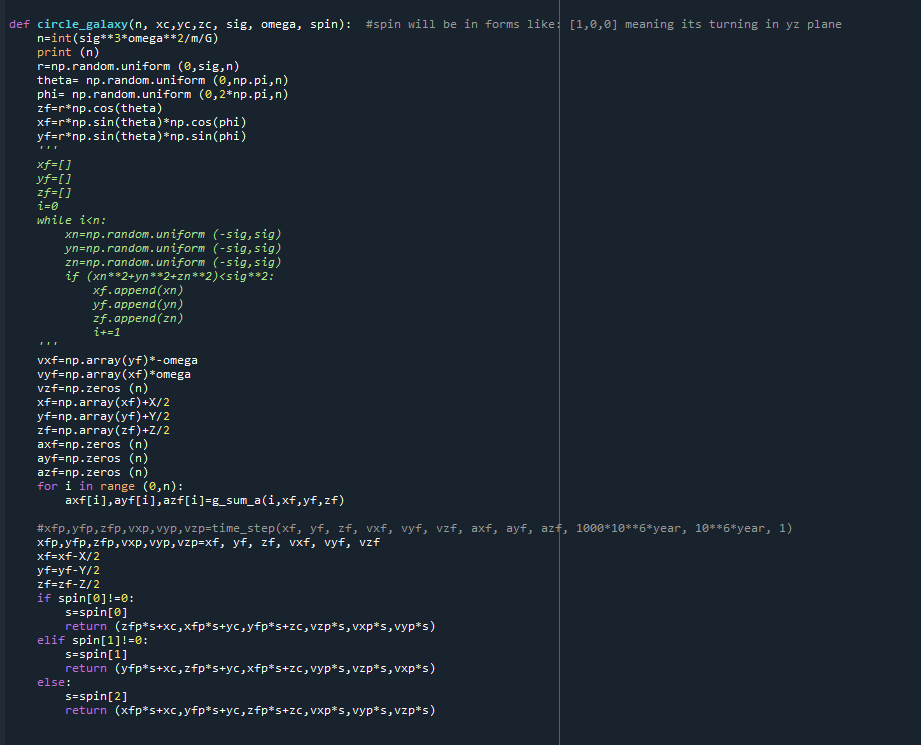 def circle_galaxy(n, xc,yc,zc, sig, omega, spin):  #spin will be in forms like: [1,0,0] meaning its turning in yz plane
    n=int(sig**3*omega**2/m/G)
    print (n)
    r=np.random.uniform (0,sig,n)
    theta= np.random.uniform (0,np.pi,n)
    phi= np.random.uniform (0,2*np.pi,n)
    zf=r*np.cos(theta)
    xf=r*np.sin(theta)*np.cos(phi)
    yf=r*np.sin(theta)*np.sin(phi)
    '''
    xf=[]
    yf=[]
    zf=[]
    i=0
    while i<n:
        xn=np.random.uniform (-sig,sig)
        yn=np.random.uniform (-sig,sig)
        zn=np.random.uniform (-sig,sig)
        if (xn**2+yn**2+zn**2)<sig**2:
            xf.append(xn)
            yf.append(yn)
            zf.append(zn)
            i+=1
    '''
    vxf=np.array(yf)*-omega
    vyf=np.array(xf)*omega
    vzf=np.zeros (n)
    xf=np.array(xf)+X/2
    yf=np.array(yf)+Y/2
    zf=np.array(zf)+Z/2
    axf=np.zeros (n)
    ayf=np.zeros (n)
    azf=np.zeros (n)
    for i in range (0,n):
        axf[i],ayf[i],azf[i]=g_sum_a(i,xf,yf,zf)
    #xfp,yfp,zfp,vxp,vyp,vzp=time_step(xf, yf, zf, vxf, vyf, vzf, axf, ayf, azf, 1000*10**6*year, 10**6*year, 1)
    xfp,yfp,zfp,vxp,vyp,vzp=xf, yf, zf, vxf, vyf, vzf
    xf=xf-X/2
    yf=yf-Y/2
    zf=zf-Z/2
    if spin[0]!=0:
        s=spin[0]
        return (zfp*s+xc,xfp*s+yc,yfp*s+zc,vzp*s,vxp*s,vyp*s)
    elif spin[1]!=0:
        s=spin[1]
        return (yfp*s+xc,zfp*s+yc,xfp*s+zc,vyp*s,vzp*s,vxp*s)
    else:
        s=spin[2]
        return (xfp*s+xc,yfp*s+yc,zfp*s+zc,vxp*s,vyp*s,vzp*s)